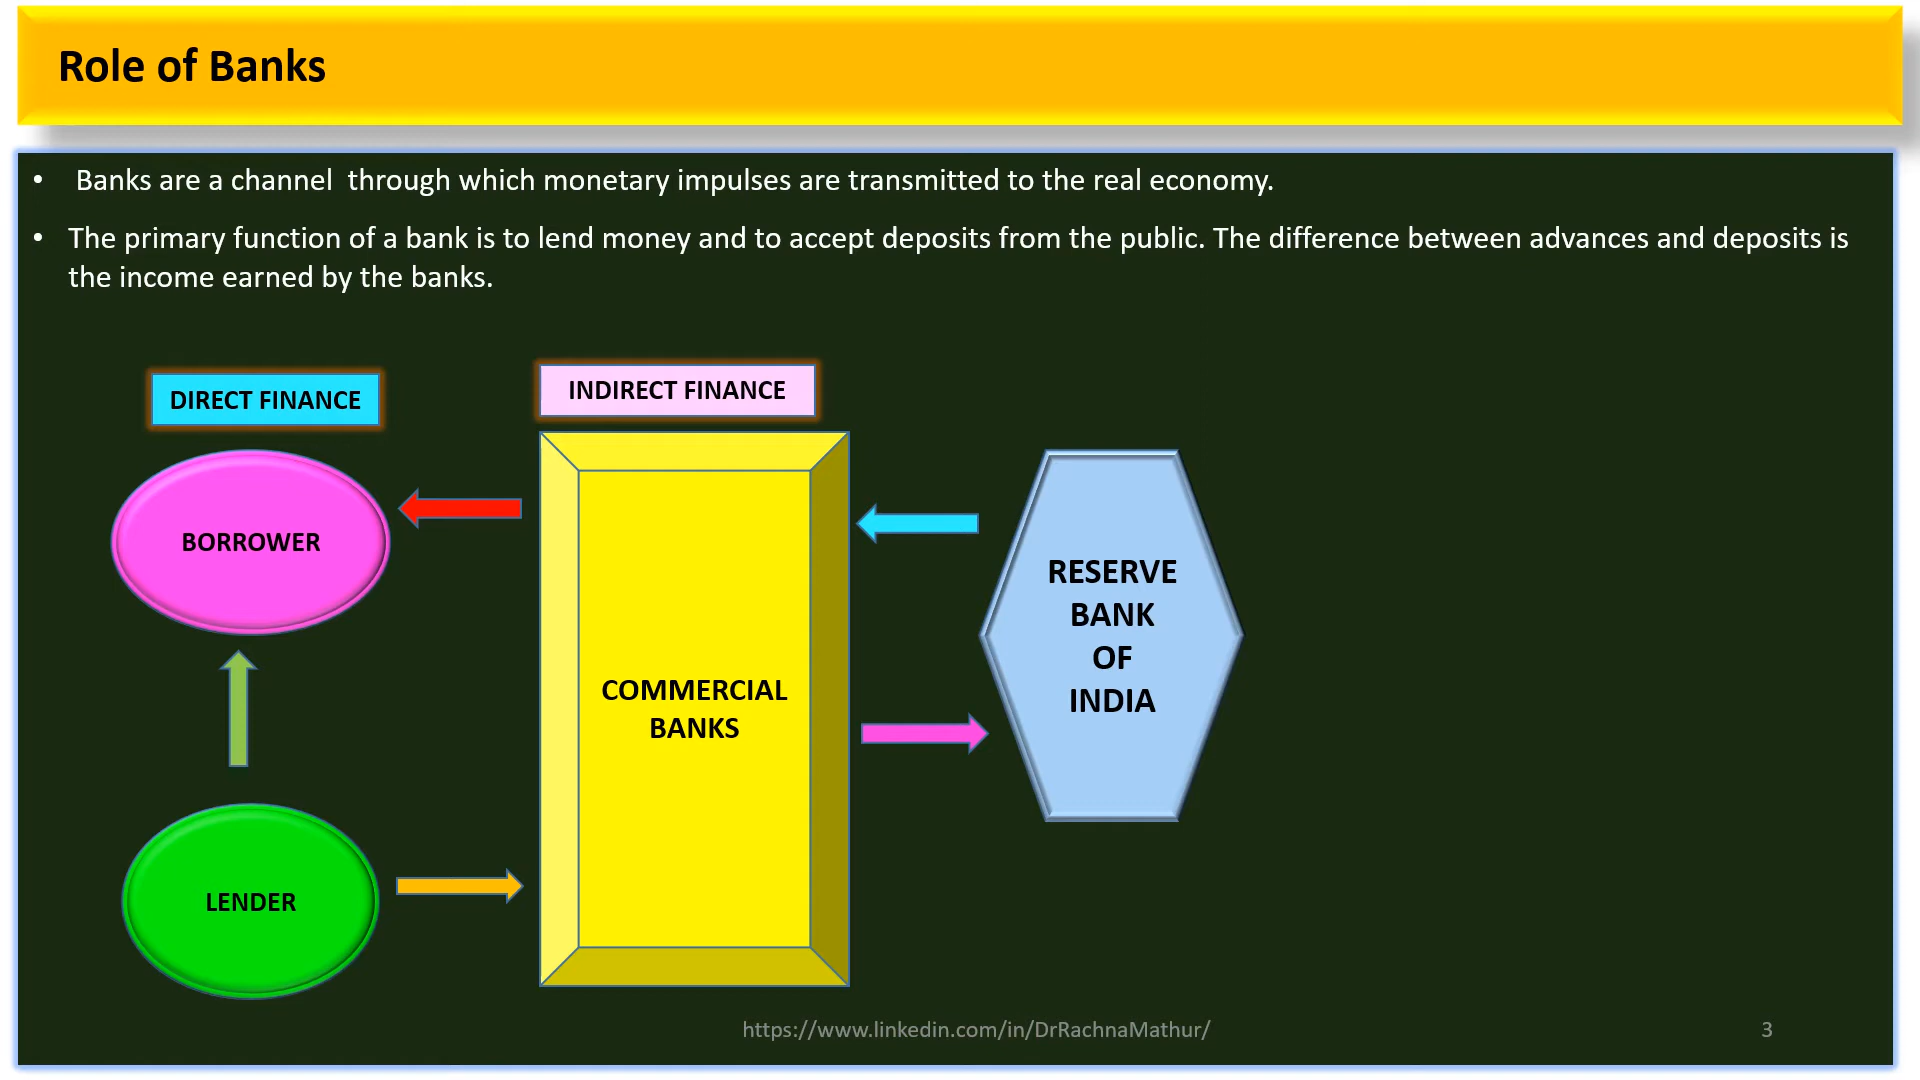 Role of Banks
• Banks are a channel through which monetary impulses are transmitted to the real economy.
• The primary function of a bank is to lend money and to accept deposits from the public. The difference between advances and deposits is
the income earned by the banks.
DIRECT FINANCE
INDIRECT FINANCE
BORROWER
LENDER
COMMERCIAL
BANKS
RESERVE
BANK
OF
INDIA
https://www.linkedin.com/in/DrRachnaMathur/
3